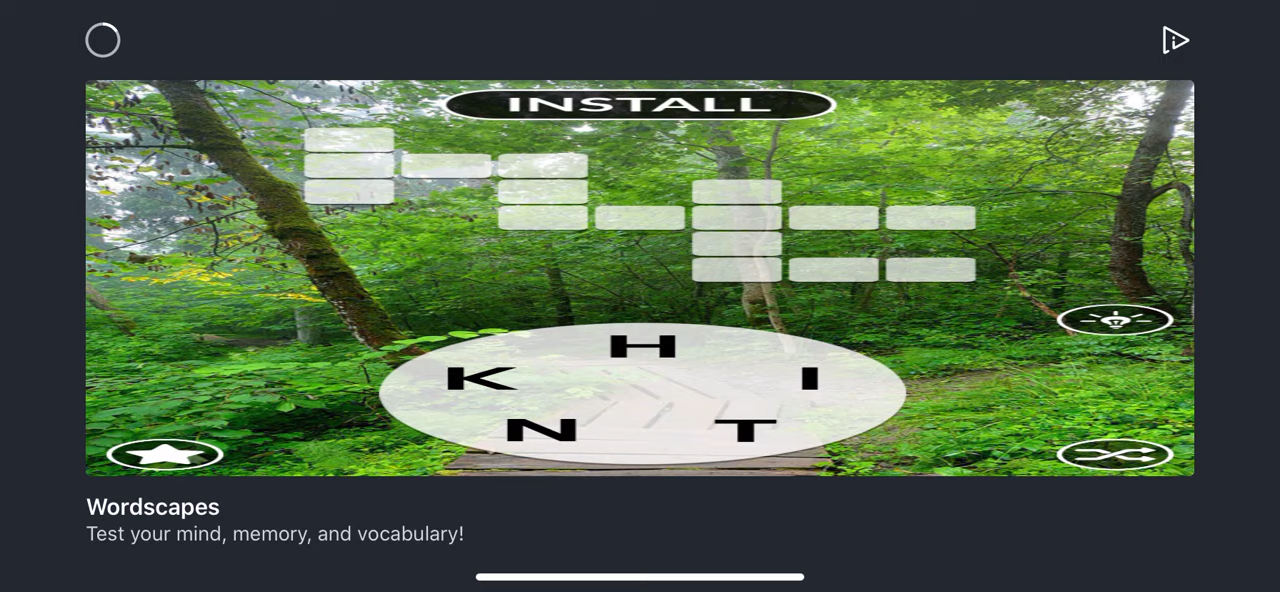 INSTALL
H
K
I
N
T
Wordscapes
Test your mind, memory, and vocabulary!